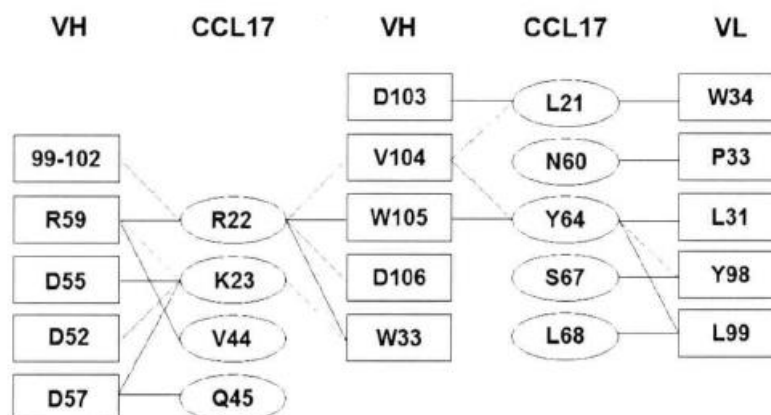 VH CCL17 VH CCL17 VL
D103 L21 W34
99-102 V104 N60 P33
R59 R22 W105 Y64 L31
D55 K23 D106 S67 Y98
D52 V44 W33 L68 L99
D57 Q45